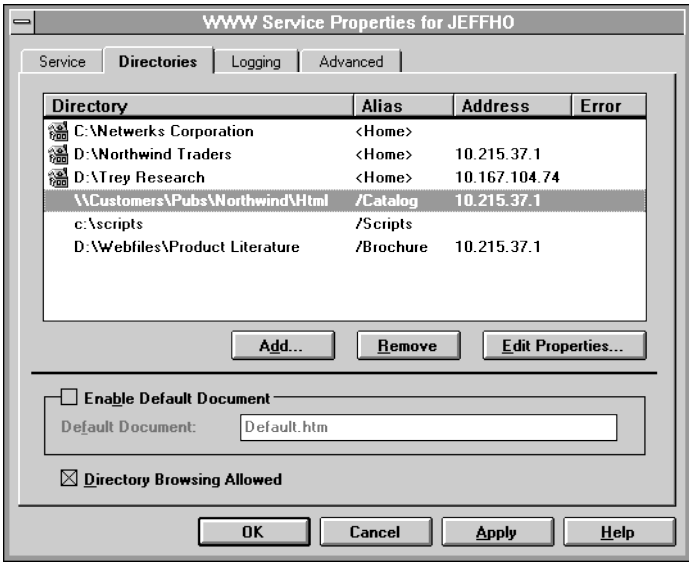 WWW Service Properties for JEFFHO
Service Directories Logging Advanced
Directory Alias Address Error
C:\Netwerks Corporation <Home>
D:\Northwind Traders <Home> 10.215.37.1
D:\Trey Research <Home> 10.167.104.74
\\Customers\Pubs\Northwind\Html /Catalog 10.215.37.1
c:\scripts /Scripts
D:\Webfiles\Product Literature /Brochure 10.215.37.1
Add... Remove Edit Properties...
Enable Default Document
Default Document: Default.htm
Directory Browsing Allowed
OK Cancel Apply Help